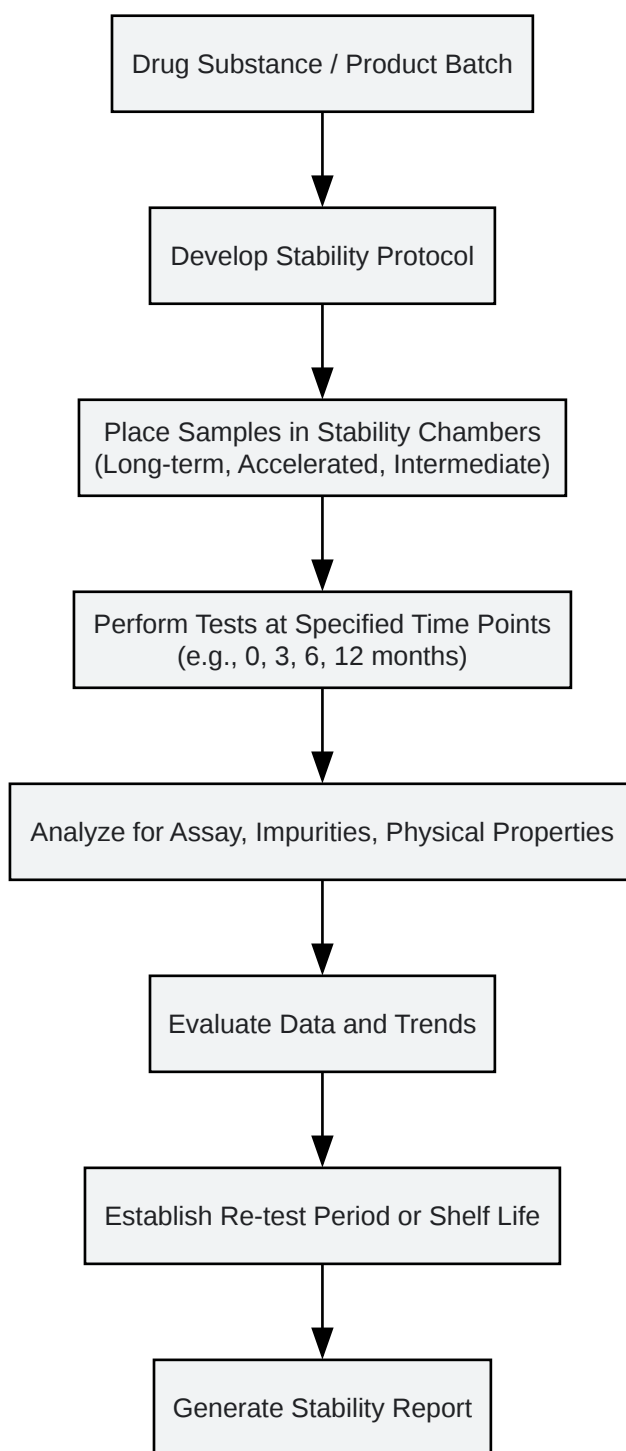 Drug Substance / Product Batch
Develop Stability Protocol
Place Samples in Stability Chambers
(Long-term, Accelerated, Intermediate)
Perform Tests at Specified Time Points
(e.g., 0, 3, 6, 12 months)
Analyze for Assay, Impurities, Physical Properties
Evaluate Data and Trends
Establish Re-test Period or Shelf Life
Generate Stability Report